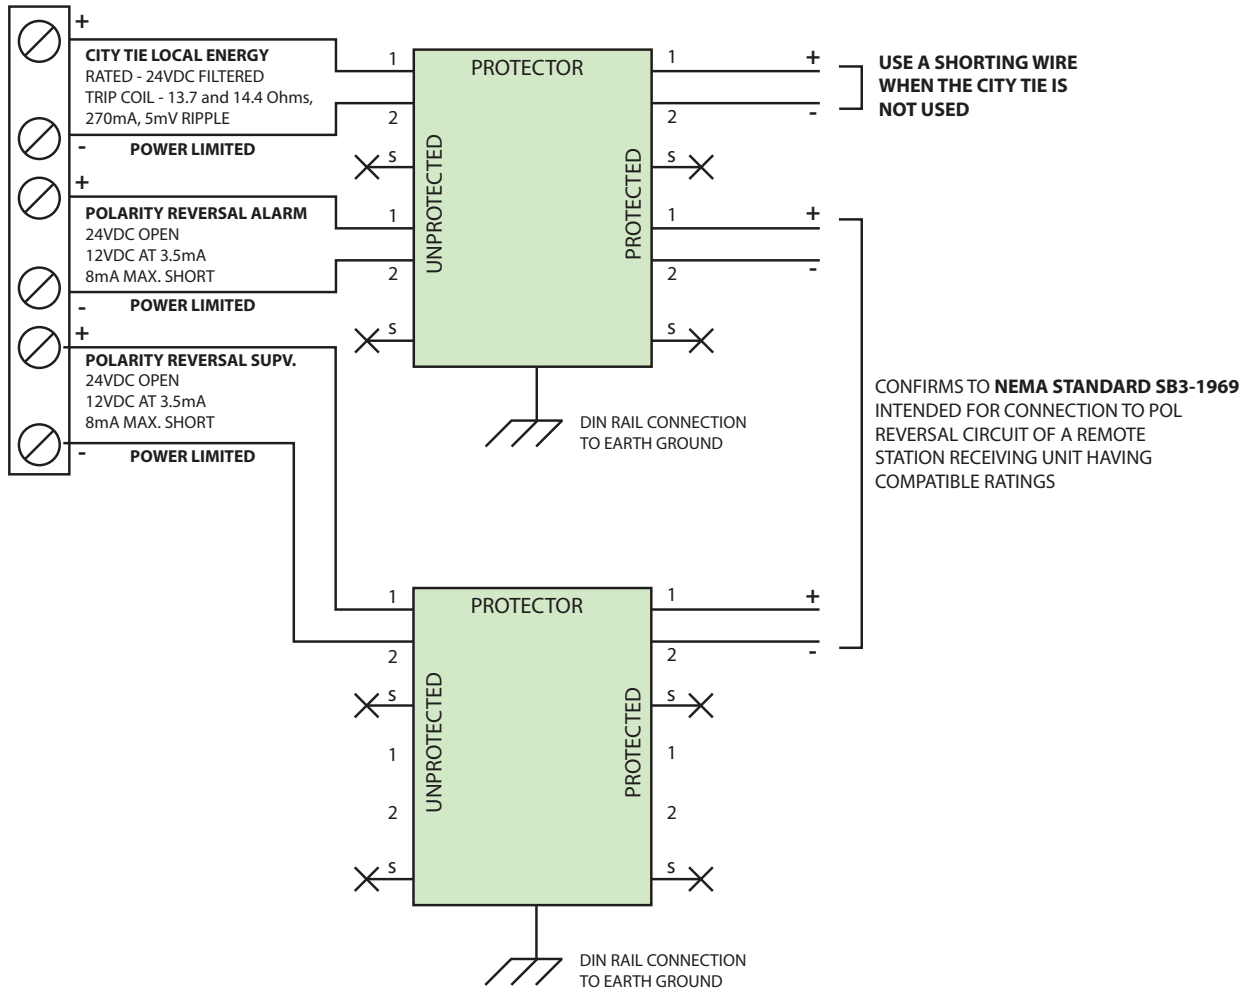 +
CITY TIE LOCAL ENERGY
RATED - 24VDC FILTERED
TRIP COIL - 13.7 and 14.4 Ohms,
270mA, 5mV RIPPLE
-
POWER LIMITED
+
POLARITY REVERSAL ALARM
24VDC OPEN
12VDC AT 3.5mA
8mA MAX. SHORT
-
POWER LIMITED
+
POLARITY REVERSAL SUPV.
24VDC OPEN
12VDC AT 3.5mA
8mA MAX. SHORT
-
POWER LIMITED
PROTECTOR
UNPROTECTED
PROTECTED
1
2
S
1
2
S
1
2
S
1
2
S
+
-
+
-
USE A SHORTING WIRE
WHEN THE CITY TIE IS
NOT USED
DIN RAIL CONNECTION
TO EARTH GROUND
CONFIRMS TO NEMA STANDARD SB3-1969
INTENDED FOR CONNECTION TO POL
REVERSAL CIRCUIT OF A REMOTE
STATION RECEIVING UNIT HAVING
COMPATIBLE RATINGS
PROTECTOR
UNPROTECTED
PROTECTED
1
2
S
1
2
S
1
2
S
1
2
S
+
-
DIN RAIL CONNECTION
TO EARTH GROUND